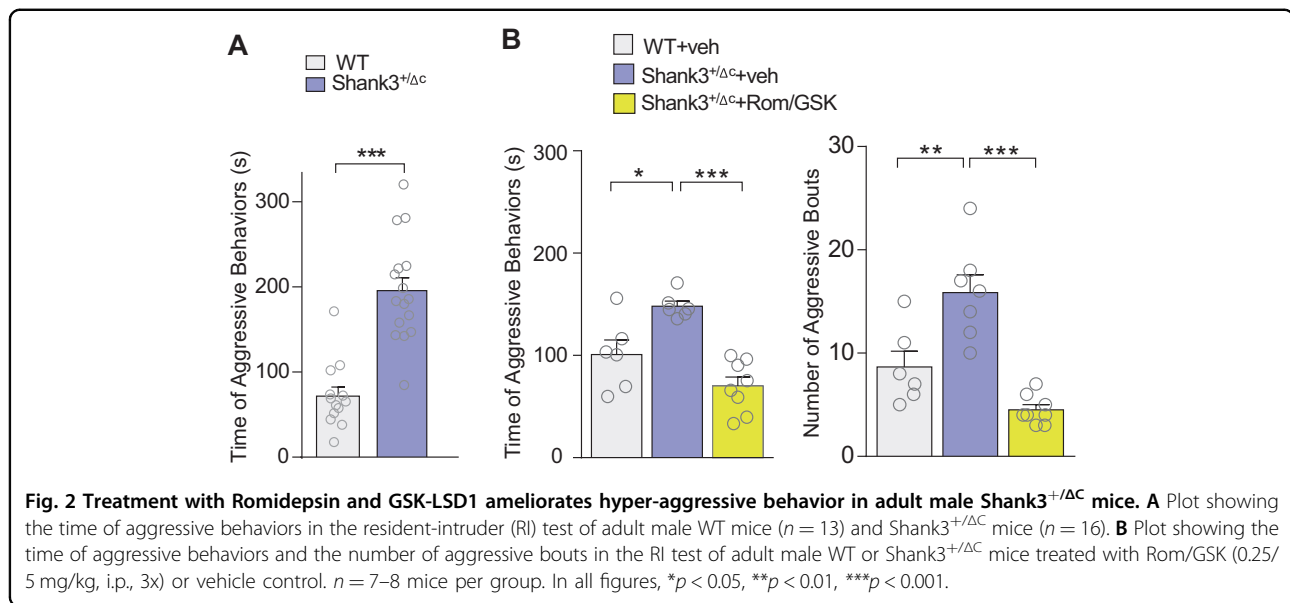 A
WT
Shank3+/ΔC
Time of Aggressive Behaviors (s)
300
200
100
0
***
B
WT+veh
Shank3+/ΔC+veh
Shank3+/ΔC+Rom/GSK
Time of Aggressive Behaviors (s)
300
200
100
0
*
***
Number of Aggressive Bouts
30
20
10
0
**
***
Fig. 2 Treatment with Romidepsin and GSK-LSD1 ameliorates hyper-aggressive behavior in adult male Shank3+/ΔC mice. A Plot showing
the time of aggressive behaviors in the resident-intruder (RI) test of adult male WT mice (n = 13) and Shank3+/ΔC mice (n = 16). B Plot showing the
time of aggressive behaviors and the number of aggressive bouts in the RI test of adult male WT or Shank3+/ΔC mice treated with Rom/GSK (0.25/
5 mg/kg, i.p., 3x) or vehicle control. n = 7–8 mice per group. In all figures, *p < 0.05, **p < 0.01, ***p < 0.001.